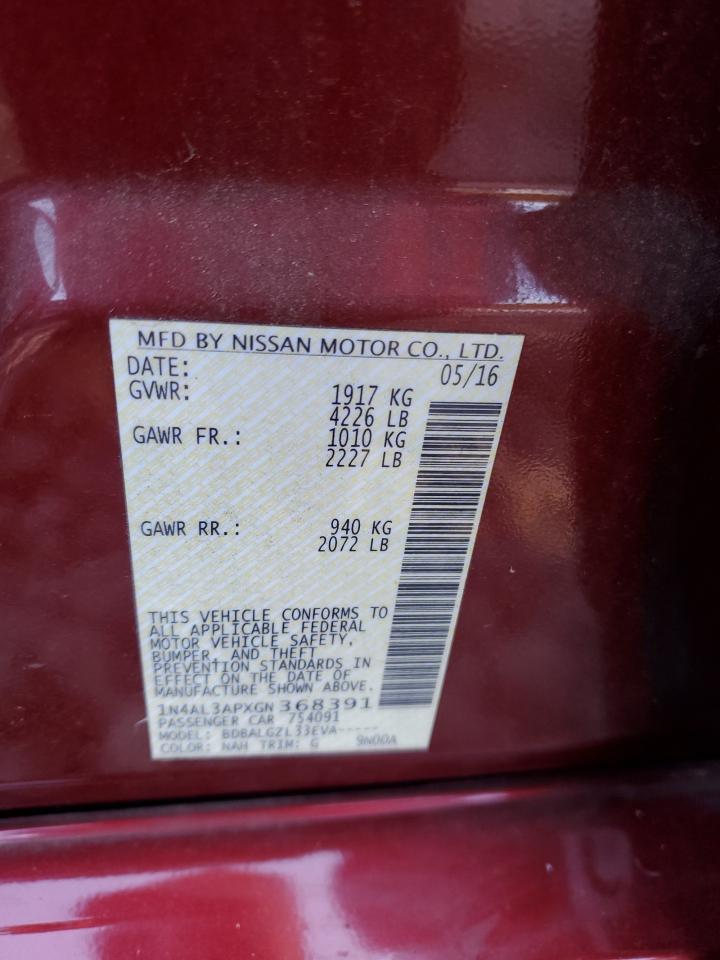 MFD BY NISSAN MOTOR CO., LTD.
DATE: 05/16
GVWR: 1917 KG
4226 LB
GAWR FR.: 1010 KG
2227 LB
GAWR RR.: 940 KG
2072 LB
THIS VEHICLE CONFORMS TO
ALL APPLICABLE FEDERAL
MOTOR VEHICLE SAFETY,
BUMPER, AND THEFT
PREVENTION STANDARDS IN
EFFECT ON THE DATE OF
MANUFACTURE SHOWN ABOVE.
1N4AL3APXGN 368391
PASSENGER CAR 754091
MODEL: BDBALGZL33EVA-----
COLOR: NAH TRIM: G 9N00A